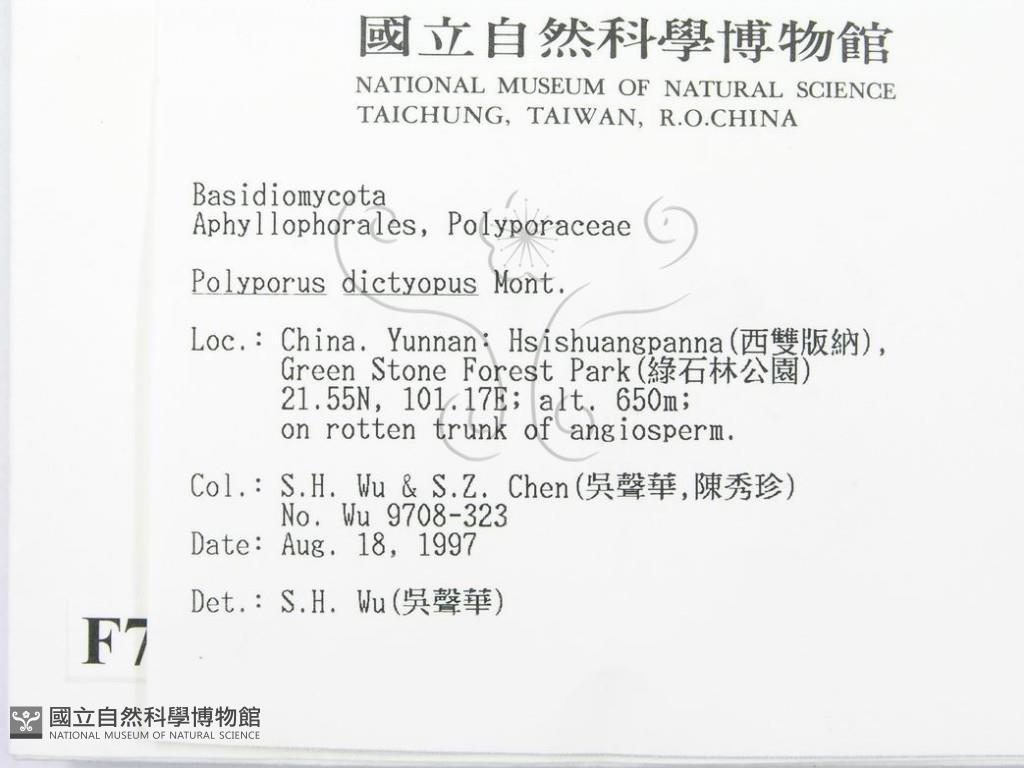 國立自然科學博物館
NATIONAL MUSEUM OF NATURAL SCIENCE
TAICHUNG, TAIWAN, R.O.CHINA
Basidiomycota
Aphyllophorales, Polyporaceae
Polyporus dictyopus Mont.
Loc.: China. Yunnan: Hsishuangpanna(西雙版納),
Green Stone Forest Park(綠石林公園)
21.55N, 101.17E; alt. 650m;
on rotten trunk of angiosperm.
Col.: S.H. Wu & S.Z. Chen(吳聲華,陳秀珍)
No. Wu 9708-323
Date: Aug. 18, 1997
Det.: S.H. Wu(吳聲華)
F7
國立自然科學博物館
NATIONAL MUSEUM OF NATURAL SCIENCE